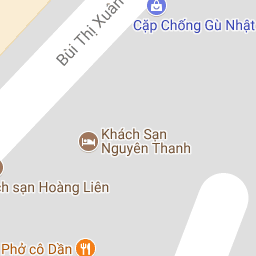 Cặp Chống Gù Nhật
Bùi Thị Xuân
Khách Sạn
Nguyên Thanh
ch sạn Hoàng Liên
Phở cô Dần